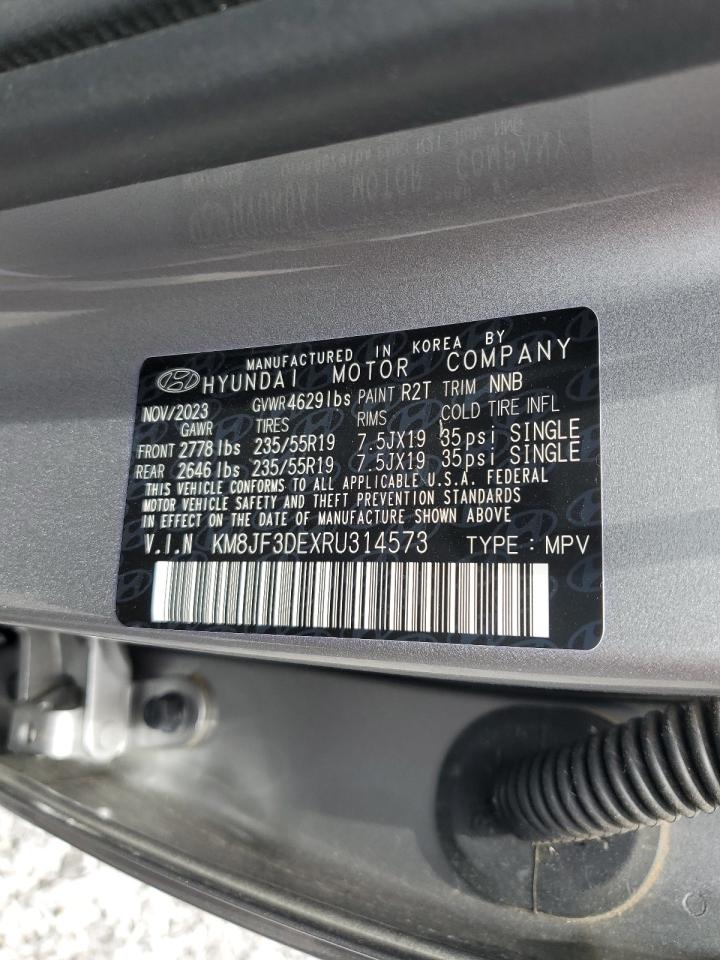 MANUFACTURED IN KOREA BY
HYUNDAI MOTOR COMPANY
NOV/2023 GVWR 4629lbs PAINT R2T TRIM NNB
GAWR TIRES RIMS COLD TIRE INFL
FRONT 2778lbs 235/55R19 7.5JX19 35psi SINGLE
REAR 2646lbs 235/55R19 7.5JX19 35psi SINGLE
THIS VEHICLE CONFORMS TO ALL APPLICABLE U.S.A. FEDERAL
MOTOR VEHICLE SAFETY AND THEFT PREVENTION STANDARDS
IN EFFECT ON THE DATE OF MANUFACTURE SHOWN ABOVE
V.I.N KM8JF3DEXRU314573 TYPE : MPV